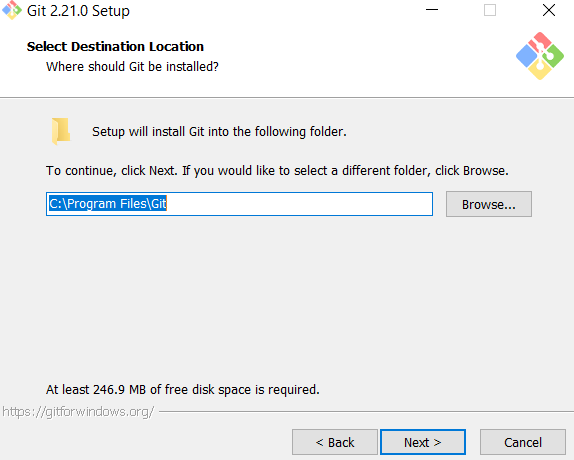 Git 2.21.0 Setup
Select Destination Location
Where should Git be installed?
Setup will install Git into the following folder.
To continue, click Next. If you would like to select a different folder, click Browse.
C:\Program Files\Git
Browse...
At least 246.9 MB of free disk space is required.
https://gitforwindows.org/
< Back
Next >
Cancel